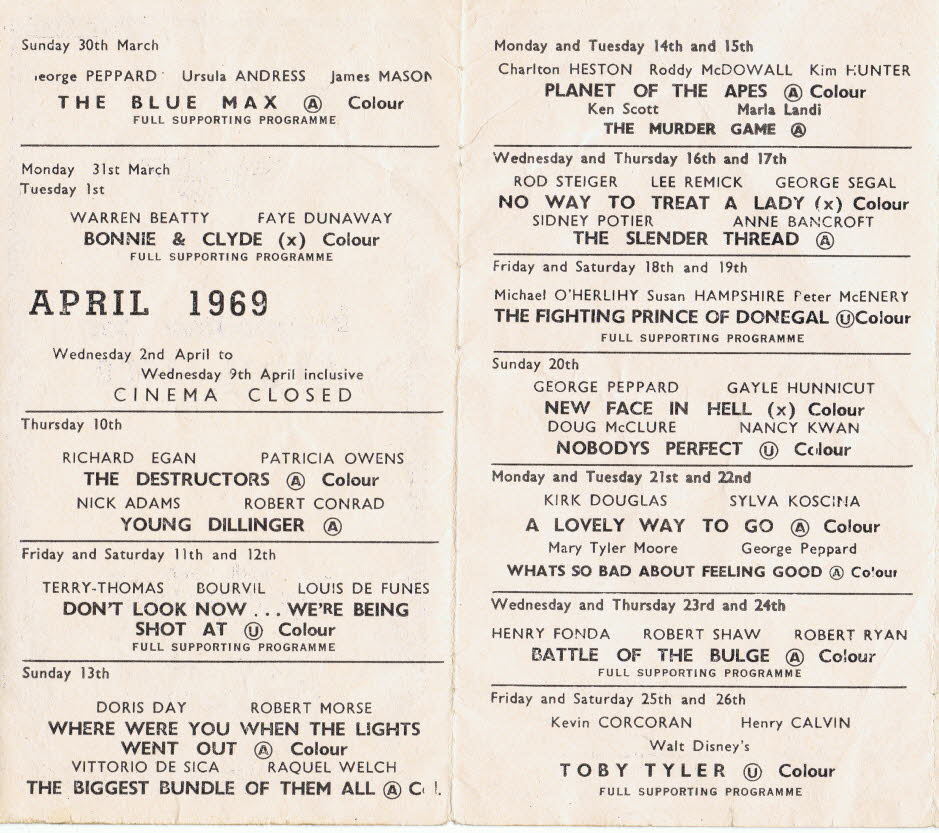 Sunday 30th March
eorge PEPPARD Ursula ANDRESS James MASON
THE BLUE MAX Ⓐ Colour
FULL SUPPORTING PROGRAMME
Monday 31st March
Tuesday 1st
WARREN BEATTY FAYE DUNAWAY
BONNIE & CLYDE (x) Colour
FULL SUPPORTING PROGRAMME
APRIL 1969
Wednesday 2nd April to
Wednesday 9th April inclusive
CINEMA CLOSED
Thursday 10th
RICHARD EGAN PATRICIA OWENS
THE DESTRUCTORS Ⓐ Colour
NICK ADAMS ROBERT CONRAD
YOUNG DILLINGER Ⓐ
Friday and Saturday 11th and 12th
TERRY-THOMAS BOURVIL LOUIS DE FUNES
DON'T LOOK NOW . . . WE'RE BEING
SHOT AT Ⓤ Colour
FULL SUPPORTING PROGRAMME
Sunday 13th
DORIS DAY ROBERT MORSE
WHERE WERE YOU WHEN THE LIGHTS
WENT OUT Ⓐ Colour
VITTORIO DE SICA RAQUEL WELCH
THE BIGGEST BUNDLE OF THEM ALL Ⓐ
Monday and Tuesday 14th and 15th
Charlton HESTON Roddy McDOWALL Kim HUNTER
PLANET OF THE APES Ⓐ Colour
Ken Scott Marla Landi
THE MURDER GAME Ⓐ
Wednesday and Thursday 16th and 17th
ROD STEIGER LEE REMICK GEORGE SEGAL
NO WAY TO TREAT A LADY (x) Colour
SIDNEY POTIER ANNE BANCROFT
THE SLENDER THREAD Ⓐ
Friday and Saturday 18th and 19th
Michael O'HERLIHY Susan HAMPSHIRE Peter McENERY
THE FIGHTING PRINCE OF DONEGAL Ⓤ Colour
FULL SUPPORTING PROGRAMME
Sunday 20th
GEORGE PEPPARD GAYLE HUNNICUT
NEW FACE IN HELL (x) Colour
DOUG McCLURE NANCY KWAN
NOBODYS PERFECT Ⓤ Colour
Monday and Tuesday 21st and 22nd
KIRK DOUGLAS SYLVA KOSCINA
A LOVELY WAY TO GO Ⓐ Colour
Mary Tyler Moore George Peppard
WHATS SO BAD ABOUT FEELING GOOD Ⓐ Colour
Wednesday and Thursday 23rd and 24th
HENRY FONDA ROBERT SHAW ROBERT RYAN
BATTLE OF THE BULGE Ⓐ Colour
FULL SUPPORTING PROGRAMME
Friday and Saturday 25th and 26th
Kevin CORCORAN Henry CALVIN
Walt Disney's
TOBY TYLER Ⓤ Colour
FULL SUPPORTING PROGRAMME